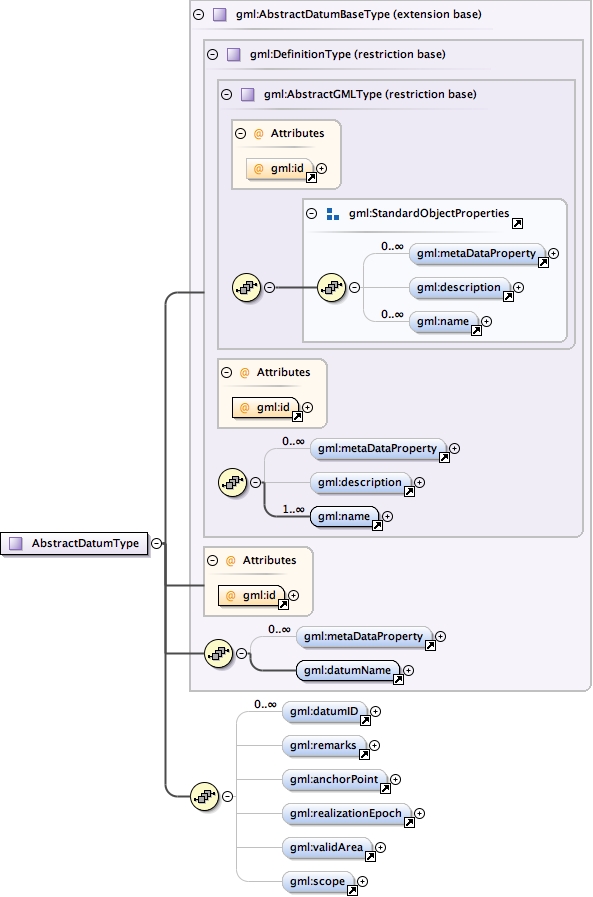 gml:AbstractDatumBaseType (extension base)
gml:DefinitionType (restriction base)
gml:AbstractGMLType (restriction base)
@ Attributes
@ gml:id
gml:StandardObjectProperties
0..∞
gml:metaDataProperty
gml:description
0..∞
gml:name
@ Attributes
@ gml:id
0..∞
gml:metaDataProperty
gml:description
1..∞
gml:name
AbstractDatumType
@ Attributes
@ gml:id
0..∞
gml:metaDataProperty
gml:datumName
0..∞
gml:datumID
gml:remarks
gml:anchorPoint
gml:realizationEpoch
gml:validArea
gml:scope